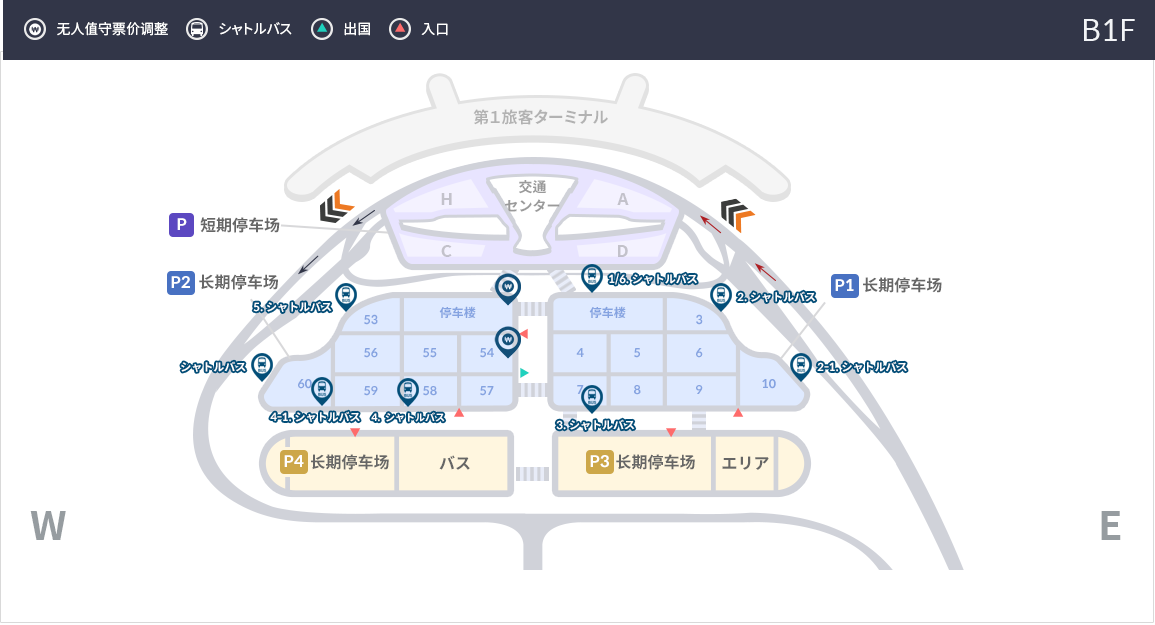 无人值守票价调整
シャトルバス
出国
入口
B1F
第1旅客ターミナル
交通
センター
H
A
C
D
P 短期停车场
P2 长期停车场
P1 长期停车场
1/6. シャトルバス
2. シャトルバス
5. シャトルバス
W
53
停车楼
停车楼
3
W
56
55
54
4
5
6
シャトルバス
2-1. シャトルバス
60
59
58
57
7
8
9
10
4-1. シャトルバス
4. シャトルバス
3. シャトルバス
P4 长期停车场
バス
P3 长期停车场
エリア
W
E